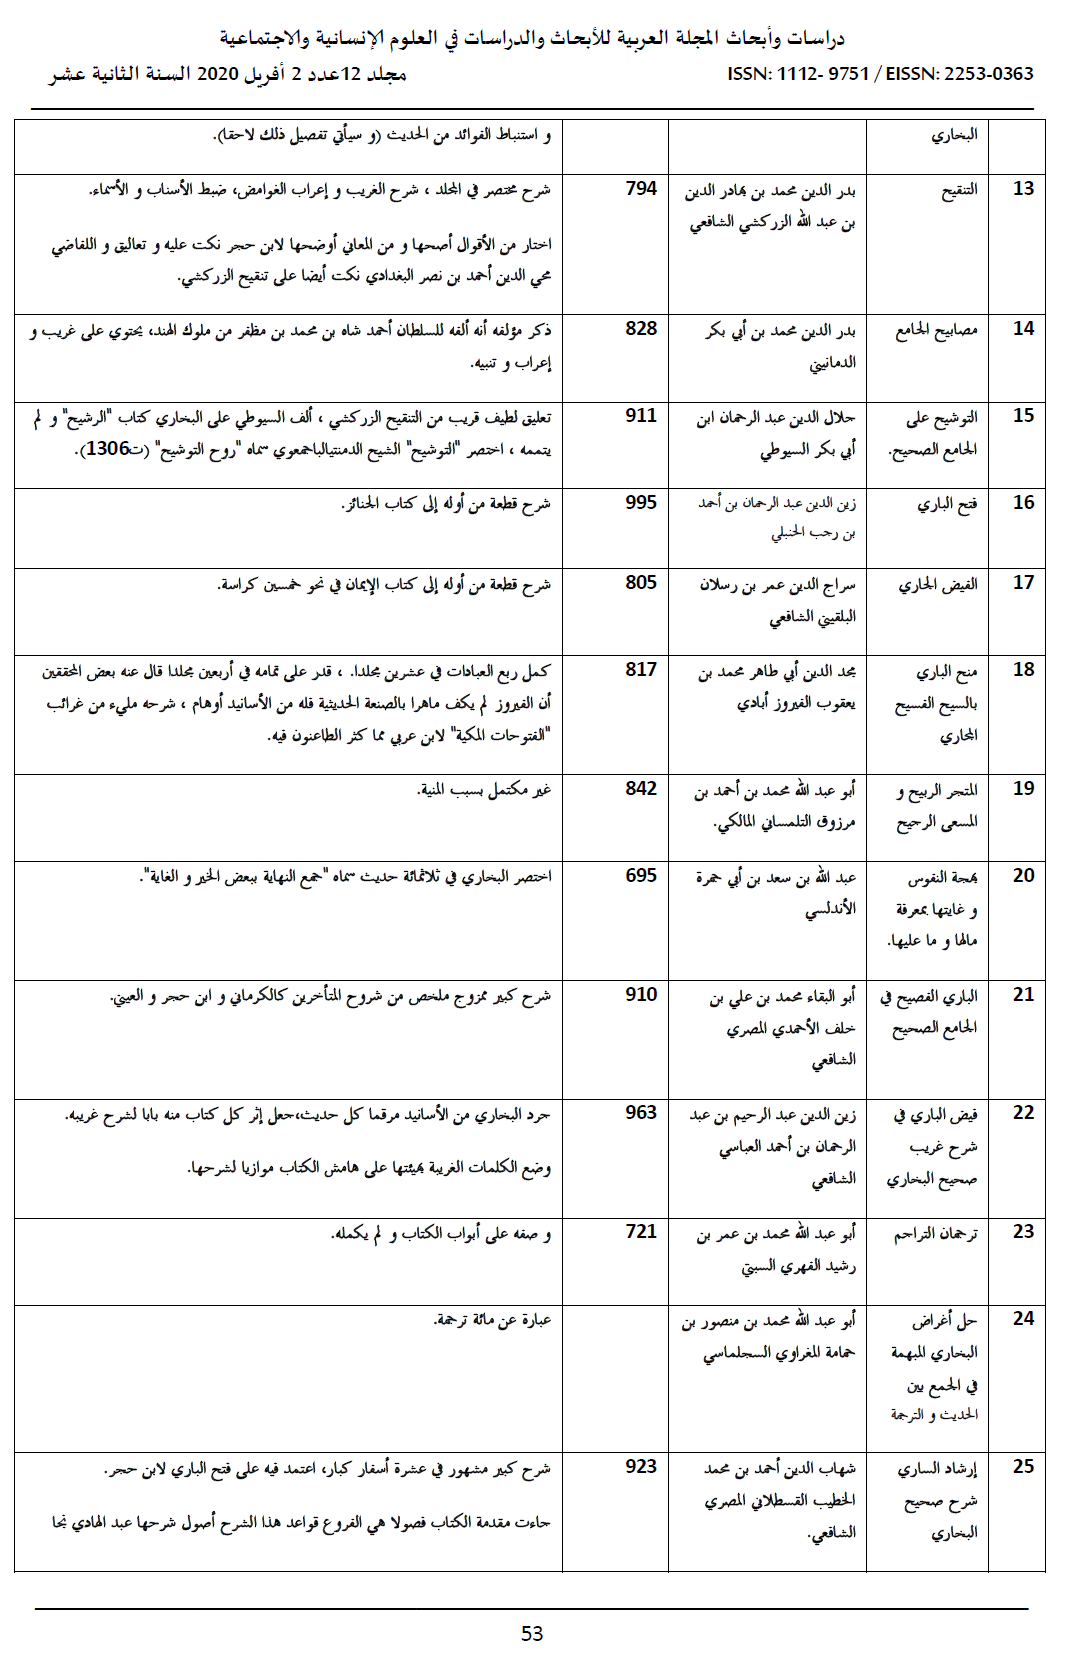 دراسات وأبحاث المجلة العربية للأبحاث والدراسات في العلوم الإنسانية والاجتماعية
مجلد 12عدد 2 أفريل 2020 السنة الثانية عشر
ISSN: 1112- 9751 / EISSN: 2253-0363
البخاري
و استنباط الفوائد من الحديث (و سيأتي تفصيل ذلك لاحقا).
13
التنقيح
بدر الدين محمد بن بهادر الدين
بن عبد الله الزركشي الشافعي
794
شرح مختصر في المجلد ، شرح الغريب و إعراب الغوامض، ضبط الأسناب و الأسماء.
اختار من الأقوال أصحها و من المعاني أوضحها لابن حجر نكت عليه و تعاليق و اللقاضي
محي الدين أحمد بن نصر البغدادي نكت أيضا على تنقيح الزركشي.
14
مصابيح الجامع
بدر الدين محمد بن أبي بكر
الدمانيني
828
ذكر مؤلفه أنه ألفه للسلطان أحمد شاه بن محمد بن مظفر من ملوك الهند، يحتوي على غريب و
إعراب و تنبيه.
15
التوشيح على
الجامع الصحيح.
جلال الدين عبد الرحمان ابن
أبي بكر السيوطي
911
تعليق لطيف قريب من التنقيح الزركشي ، ألف السيوطي على البخاري كتاب "الرشيح" و لم
يتممه ، اختصر "التوشيح" الشيح الدمنتيالباجمعوي سماه "روح التوشيح" (ت1306).
16
فتح الباري
زين الدين عبد الرحمان بن أحمد
بن رجب الحنبلي
995
شرح قطعة من أوله إلى كتاب الجنائز.
17
الفيض الجاري
سراج الدين عمر بن رسلان
البلقيني الشافعي
805
شرح قطعة من أوله إلى كتاب الإيمان في نحو خمسين كراسة.
18
منح الباري
بالسيح الفسيح
المجاري
مجد الدين أبي طاهر محمد بن
يعقوب الفيروز أبادي
817
كمل ربع العبادات في عشرين مجلدا. ، قدر على تمامه في أربعين مجلدا قال عنه بعض المحققين
أن الفيروز لم يكف ماهرا بالصنعة الحديثية فله من الأسانيد أوهام ، شرحه مليء من غرائب
"الفتوحات المكية" لابن عربي مما كثر الطاعنون فيه.
19
المتجر الربيح و
المسعى الرجيح
أبو عبد الله محمد بن أحمد بن
مرزوق التلمساني المالكي.
842
غير مكتمل بسبب المنية.
20
بهجة النفوس
و غايتها بمعرفة
مالها و ما عليها.
عبد الله بن سعد بن أبي جمرة
الأندلسي
695
اختصر البخاري في ثلاثمائة حديث سماه "جمع النهاية ببعض الخير و الغاية".
21
الباري الفصيح في
الجامع الصحيح
أبو البقاء محمد بن علي بن
خلف الأحمدي المصري
الشافعي
910
شرح كبير ممزوج ملخص من شروح المتأخرين كالكرماني و ابن حجر و العيني.
22
فيض الباري في
شرح غريب
صحيح البخاري
زين الدين عبد الرحيم بن عبد
الرحمان بن أحمد العباسي
الشافعي
963
جرد البخاري من الأسانيد مرقما كل حديث،جعل إثر كل كتاب منه بابا لشرح غريبه.
وضع الكلمات الغريبة بهيئتها على هامش الكتاب موازيا لشرحها.
23
ترجمان التراجم
أبو عبد الله محمد بن عمر بن
رشيد الفهري السبتي
721
و صفه على أبواب الكتاب و لم يكمله.
24
حل أغراض
البخاري المبهمة
في الجمع بين
الحديث و الترجمة
أبو عبد الله محمد بن منصور بن
حمامة المغراوي السجلماسي
عبارة عن مائة ترجمة.
25
إرشاد الساري
شرح صحيح
البخاري
شهاب الدين أحمد بن محمد
الخطيب القسطلاني المصري
الشافعي.
923
شرح كبير مشهور في عشرة أسفار كبار، اعتمد فيه على فتح الباري لابن حجر.
جاءت مقدمة الكتاب فصولا هي الفروع قواعد هذا الشرح أصول شرحها عبد الهادي نجا
53